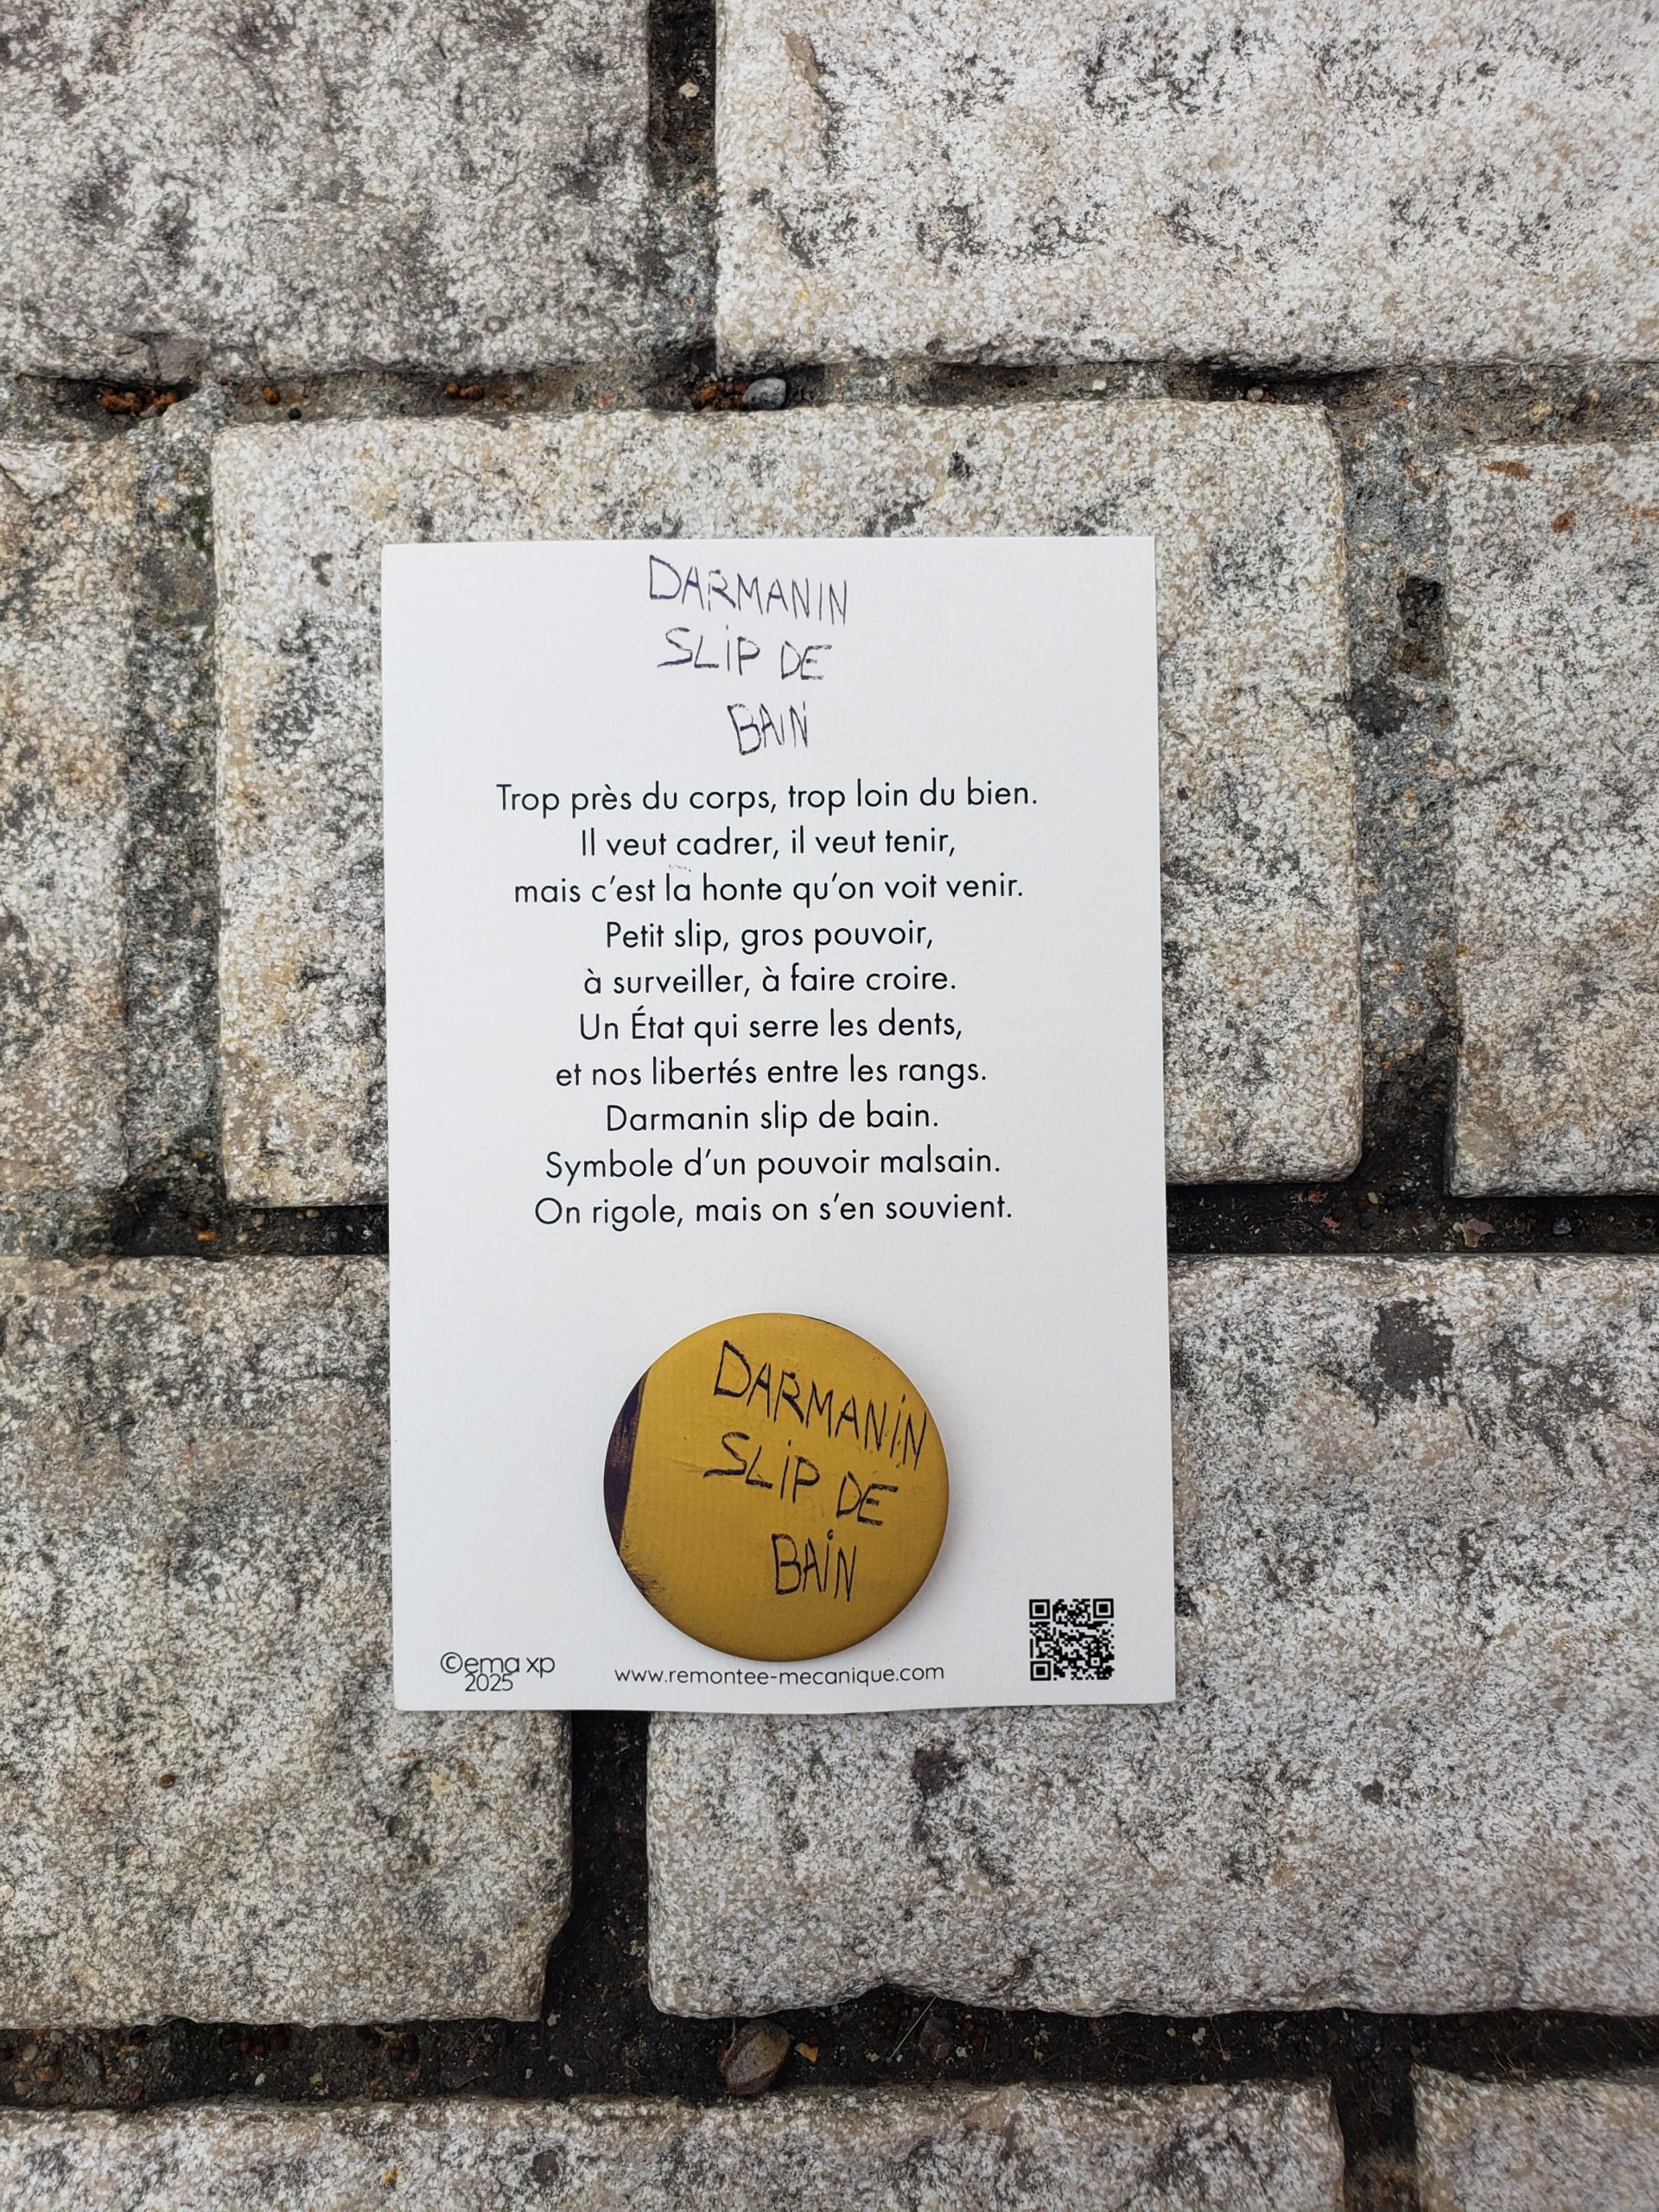 DARMANIN
SLIP DE
BAIN
Trop près du corps, trop loin du bien.
Il veut cadrer, il veut tenir,
mais c'est la honte qu'on voit venir.
Petit slip, gros pouvoir,
à surveiller, à faire croire.
Un État qui serre les dents,
et nos libertés entre les rangs.
Darmanin slip de bain.
Symbole d'un pouvoir malsain.
On rigole, mais on s'en souvient.
DARMANIN
SLIP DE
BAIN
©ema xp
2025
www.remontee-mecanique.com